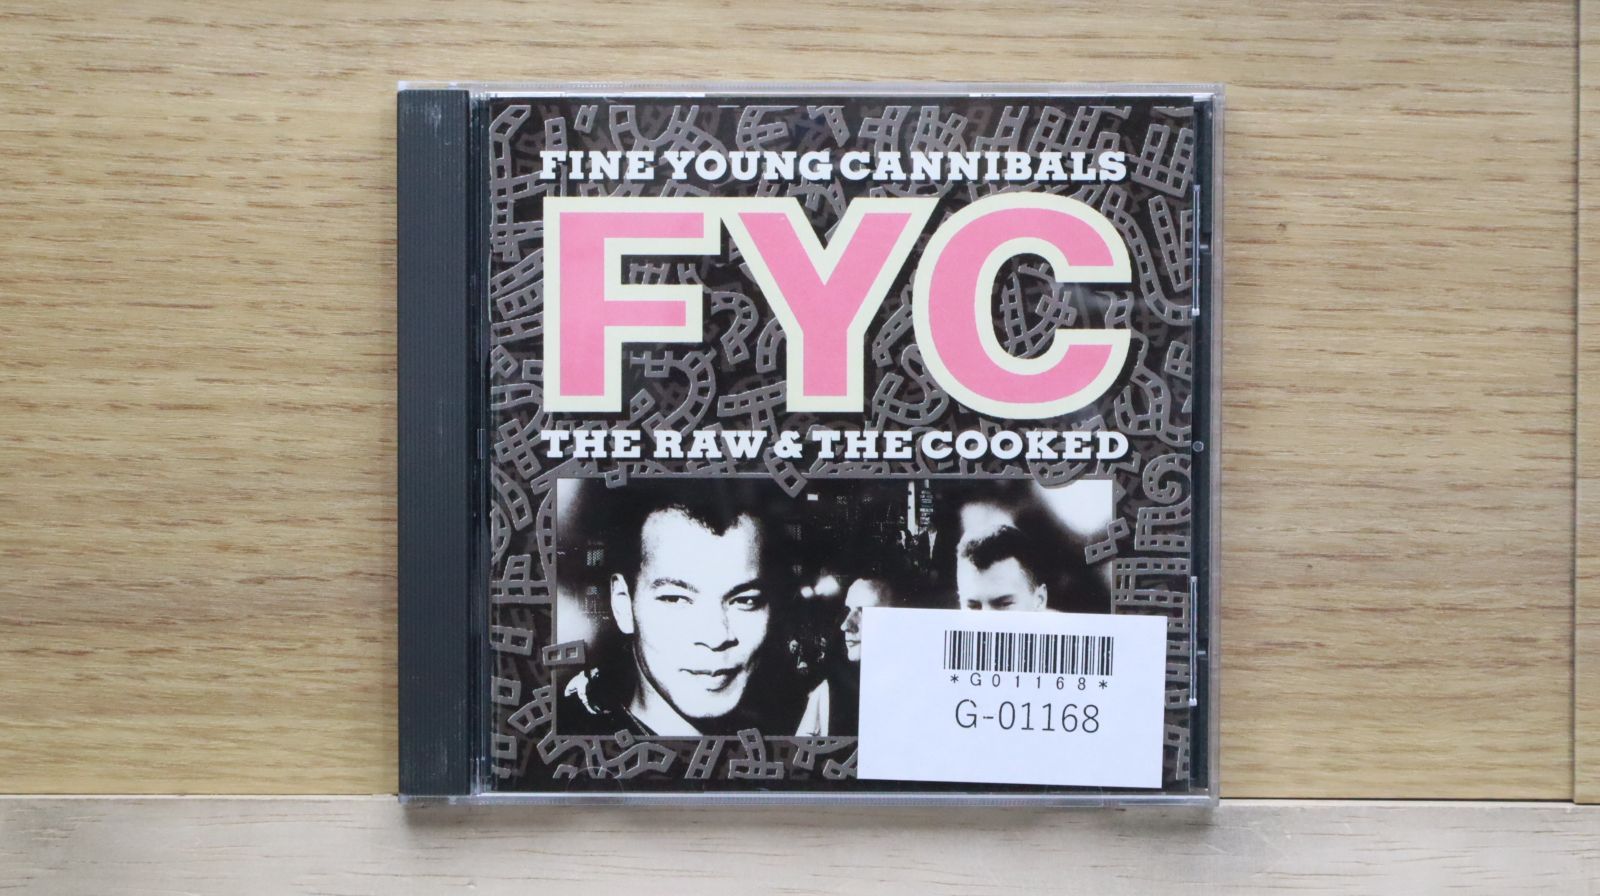 FINE YOUNG CANNIBALS
FYC
THE RAW & THE COOKED
*G01168*
G-01168